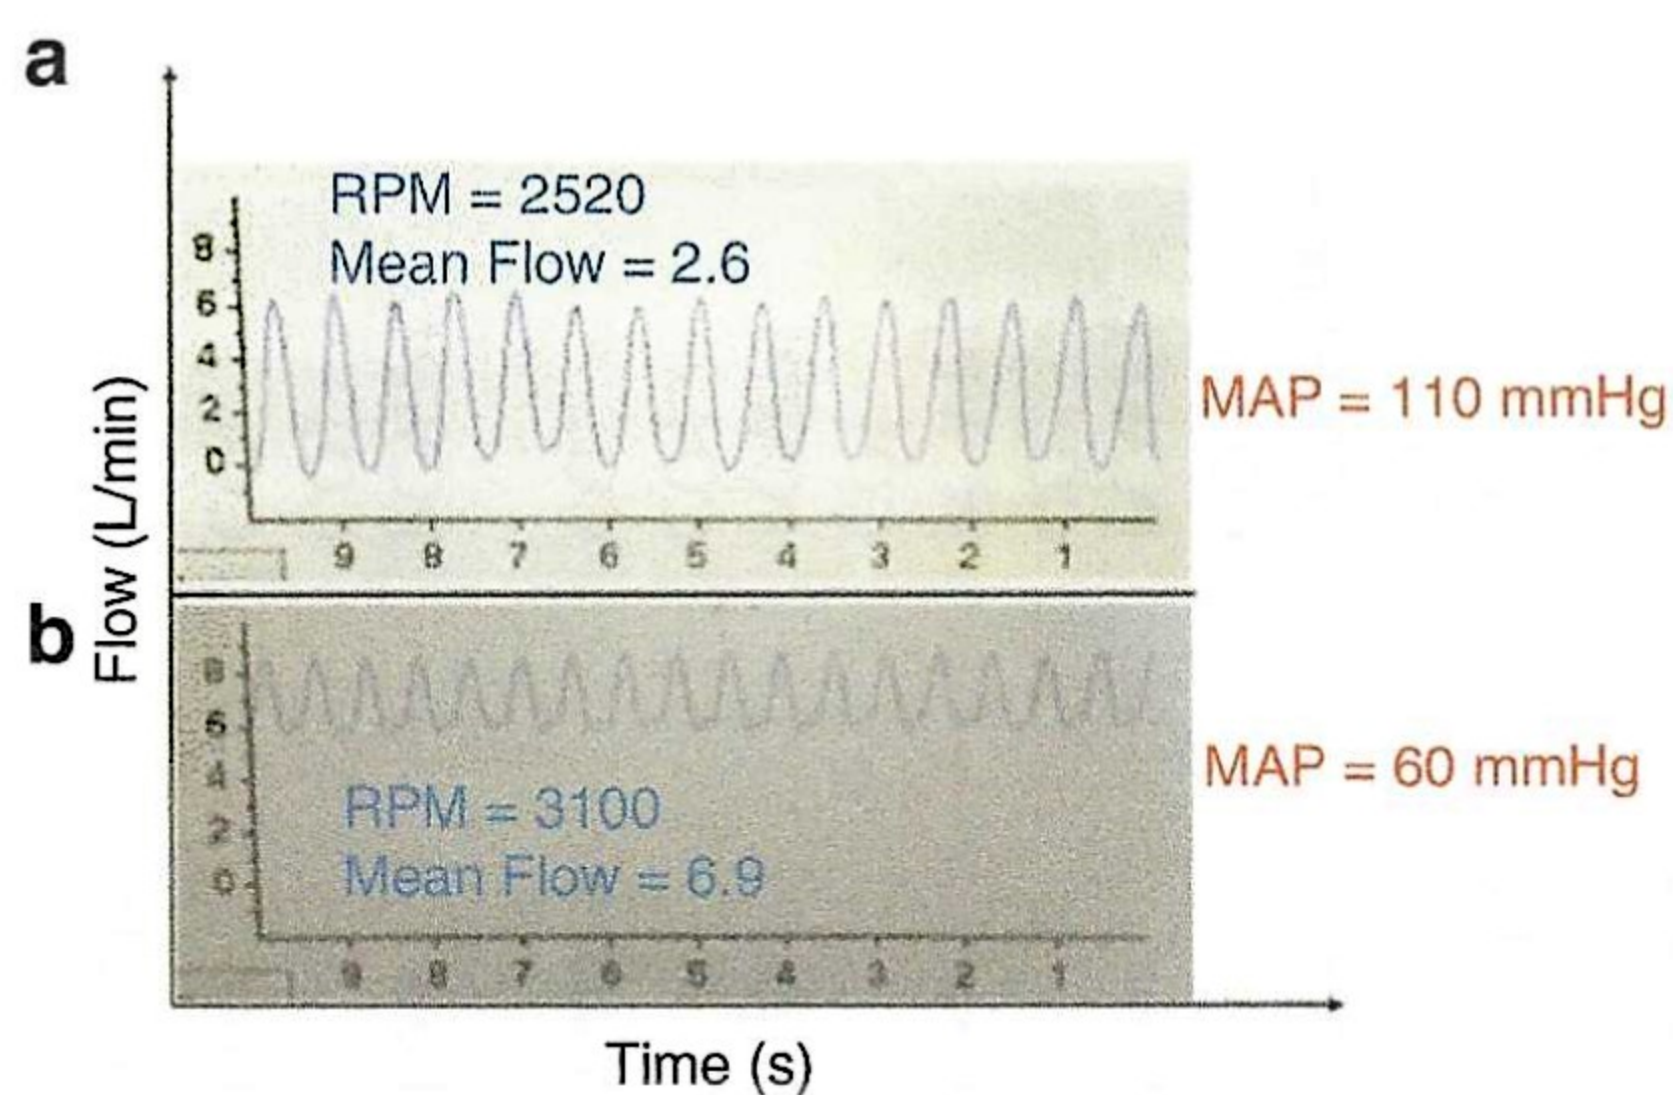 a
RPM = 2520
Mean Flow = 2.6
8
6
4
2
0
9 8 7 6 5 4 3 2 1
MAP = 110 mmHg
Flow (L/min)
b
8
6
4
2
0
RPM = 3100
Mean Flow = 6.9
9 8 7 6 5 4 3 2 1
MAP = 60 mmHg
Time (s)